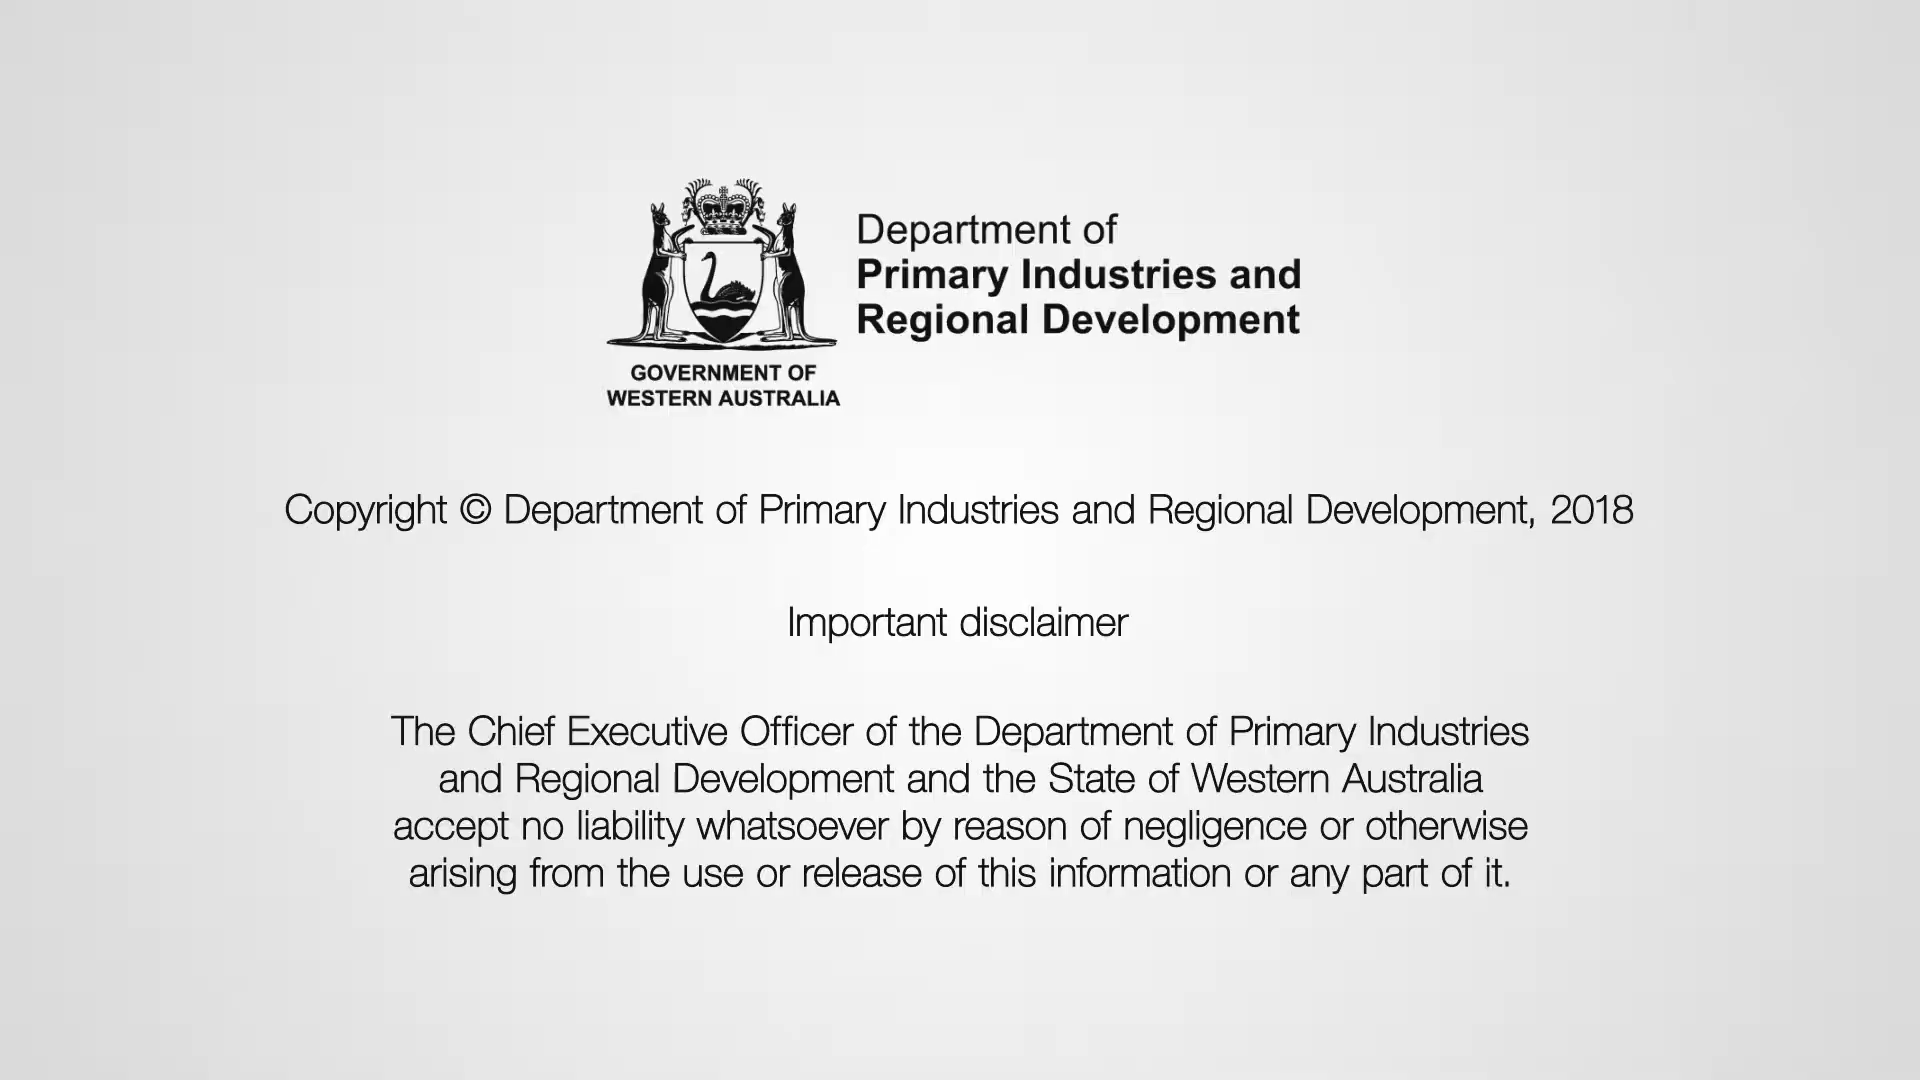 Department of
Primary Industries and
Regional Development
GOVERNMENT OF
WESTERN AUSTRALIA
Copyright © Department of Primary Industries and Regional Development, 2018
Important disclaimer
The Chief Executive Officer of the Department of Primary Industries
and Regional Development and the State of Western Australia
accept no liability whatsoever by reason of negligence or otherwise
arising from the use or release of this information or any part of it.